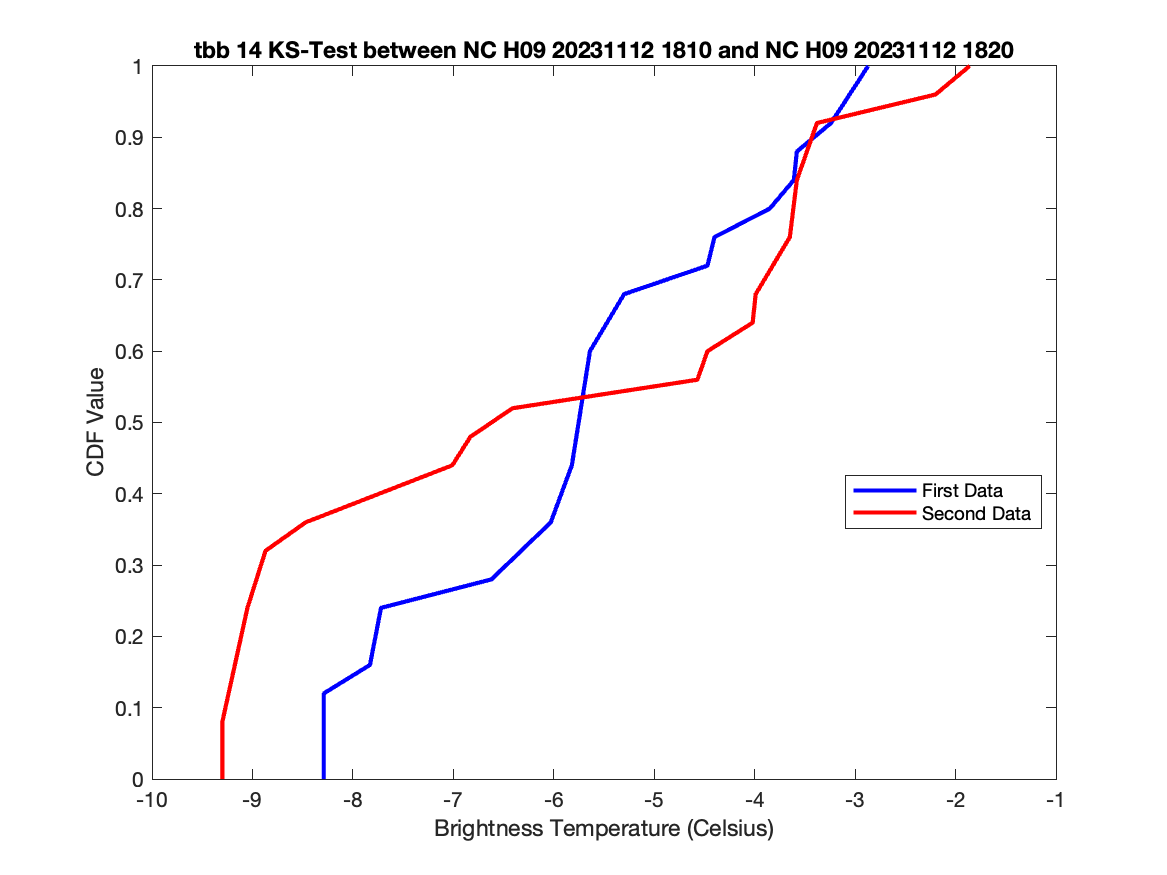 tbb 14 KS-Test between NC H09 20231112 1810 and NC H09 20231112 1820
1
0.9
0.8
0.7
0.6
0.5
0.4
0.3
0.2
0.1
0
CDF Value
First Data
Second Data
-10 -9 -8 -7 -6 -5 -4 -3 -2 -1
Brightness Temperature (Celsius)